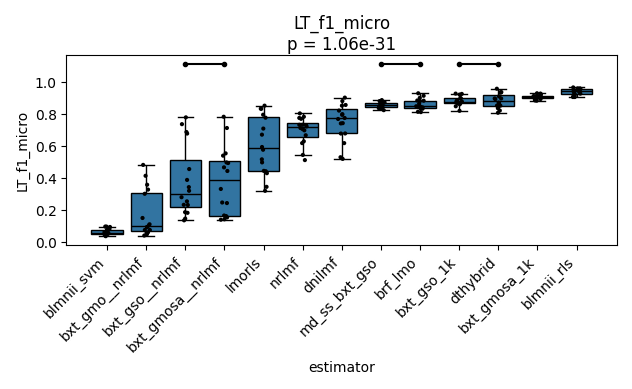 LT_f1_micro
p = 1.06e-31
LT_f1_micro
1.0
0.8
0.6
0.4
0.2
0.0
blmnii_svm
bxt_gmo__nrlmf
bxt_gso__nrlmf
bxt_gmosa__nrlmf
lmorls
nrlmf
dnilmf
md_ss_bxt_gso
brf_lmo
bxt_gso_1k
dthybrid
bxt_gmosa_1k
blmnii_rls
estimator